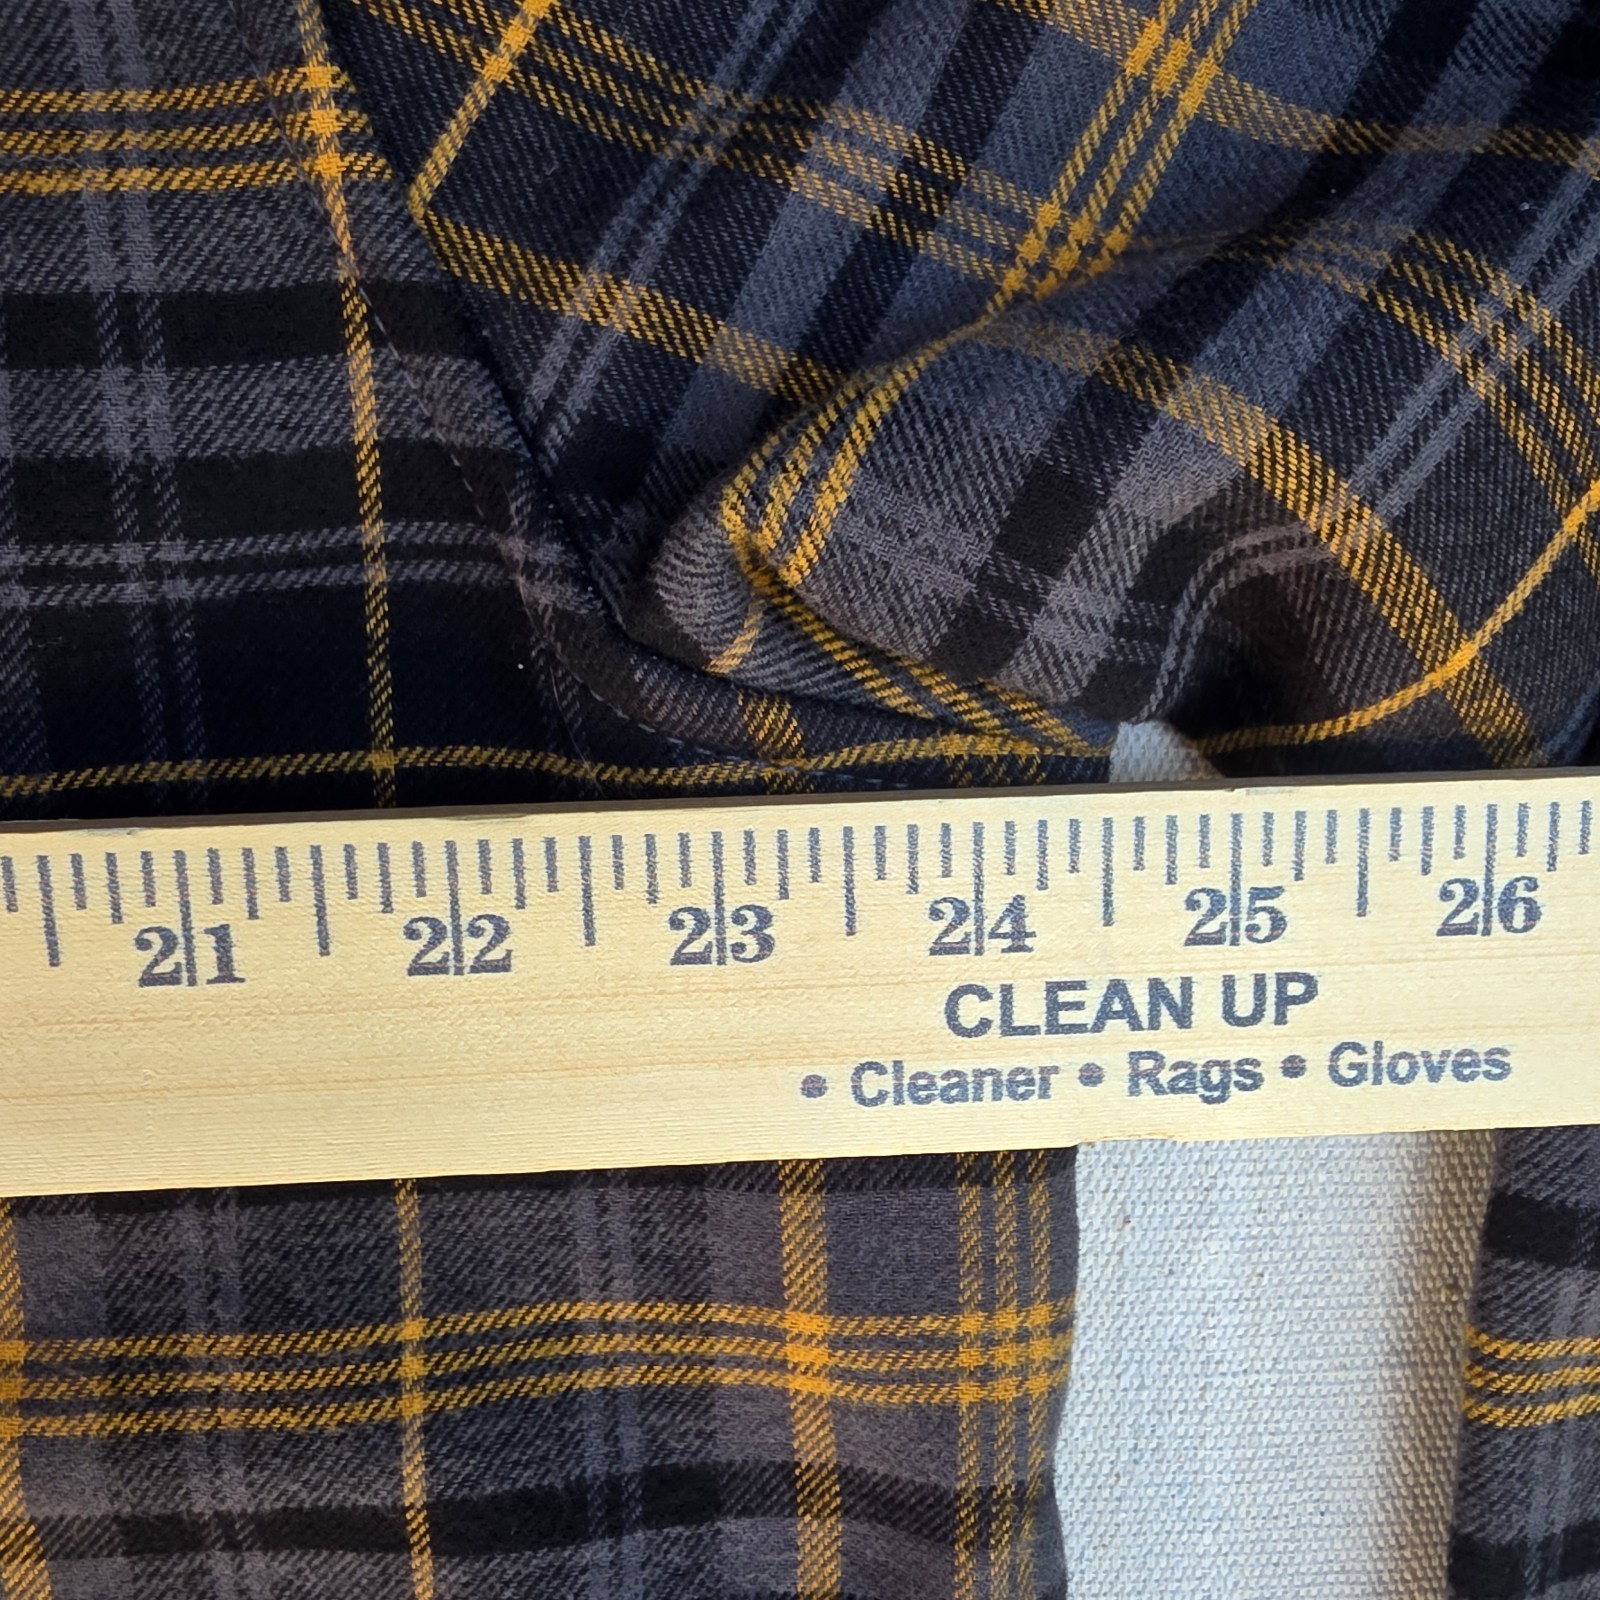 21 22 23 24 25 26
CLEAN UP
• Cleaner • Rags • Gloves